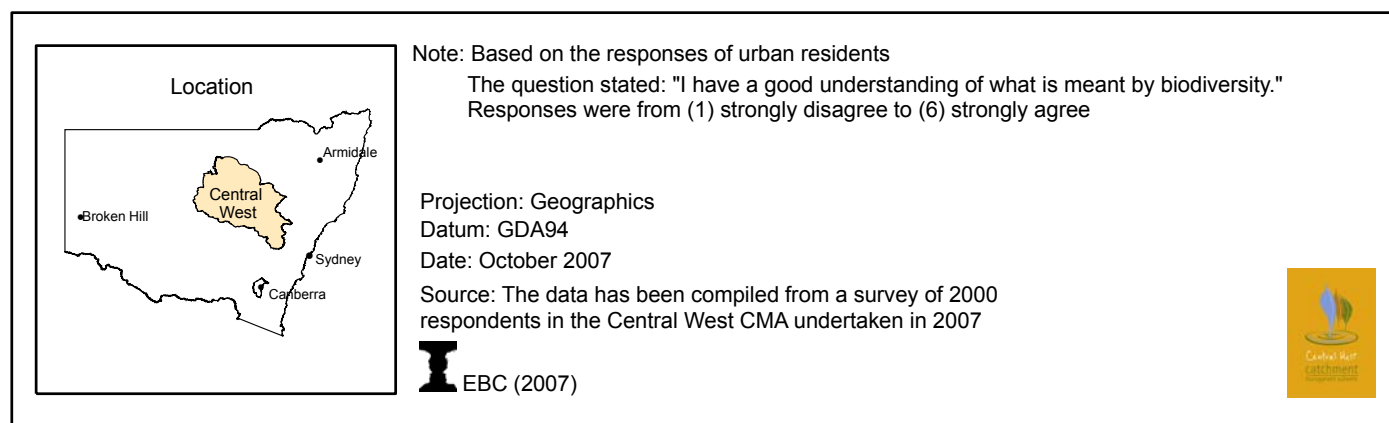 Location
Armidale
Central
West
Broken Hill
Sydney
Canberra
Note: Based on the responses of urban residents
The question stated: "I have a good understanding of what is meant by biodiversity."
Responses were from (1) strongly disagree to (6) strongly agree
Projection: Geographics
Datum: GDA94
Date: October 2007
Source: The data has been compiled from a survey of 2000
respondents in the Central West CMA undertaken in 2007
EBC (2007)
Central West
catchment
management authority